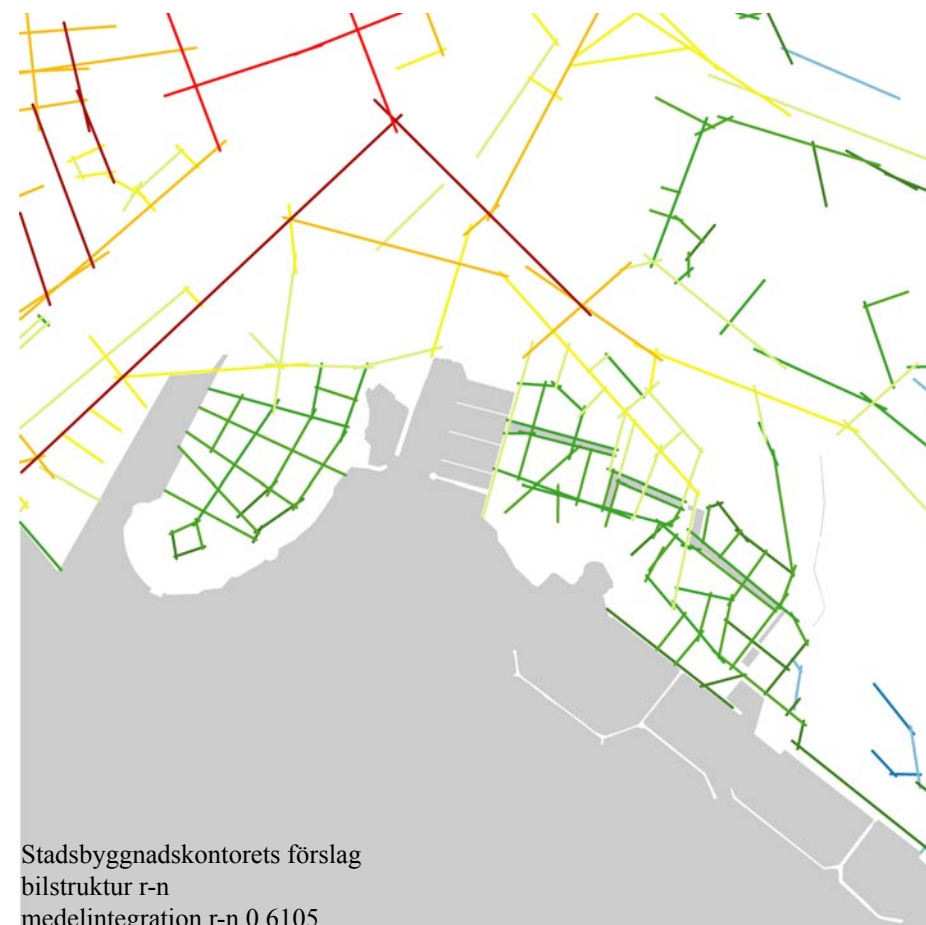 Stadsbyggnadskontorets förslag
bilstruktur r-n
medelintegration r-n 0.6105